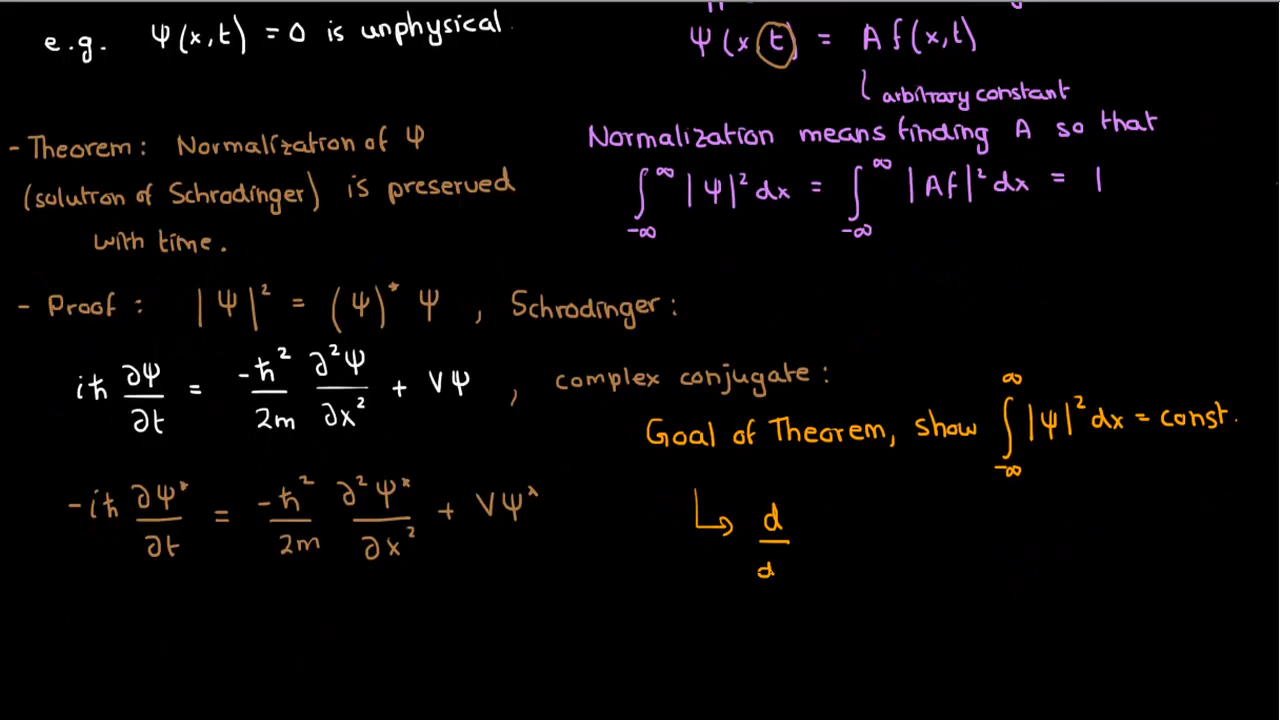 e.g. Ψ(x,t) = 0 is unphysical
Ψ(x t) = A f(x,t)
arbitrary constant
Normalization means finding A so that
∫_{-∞}^{∞} |Ψ|² dx = ∫_{-∞}^{∞} |Af|² dx = 1
- Theorem: Normalization of Ψ
(solution of Schrodinger) is preserved
with time.
- Proof: |Ψ|² = (Ψ)* Ψ , Schrodinger:
iħ ∂Ψ/∂t = -ħ²/2m ∂²Ψ/∂x² + VΨ , complex conjugate:
-iħ ∂Ψ*/∂t = -ħ²/2m ∂²Ψ*/∂x² + VΨ*
Goal of Theorem, show ∫_{-∞}^{∞} |Ψ|² dx = const.
↳ d/d